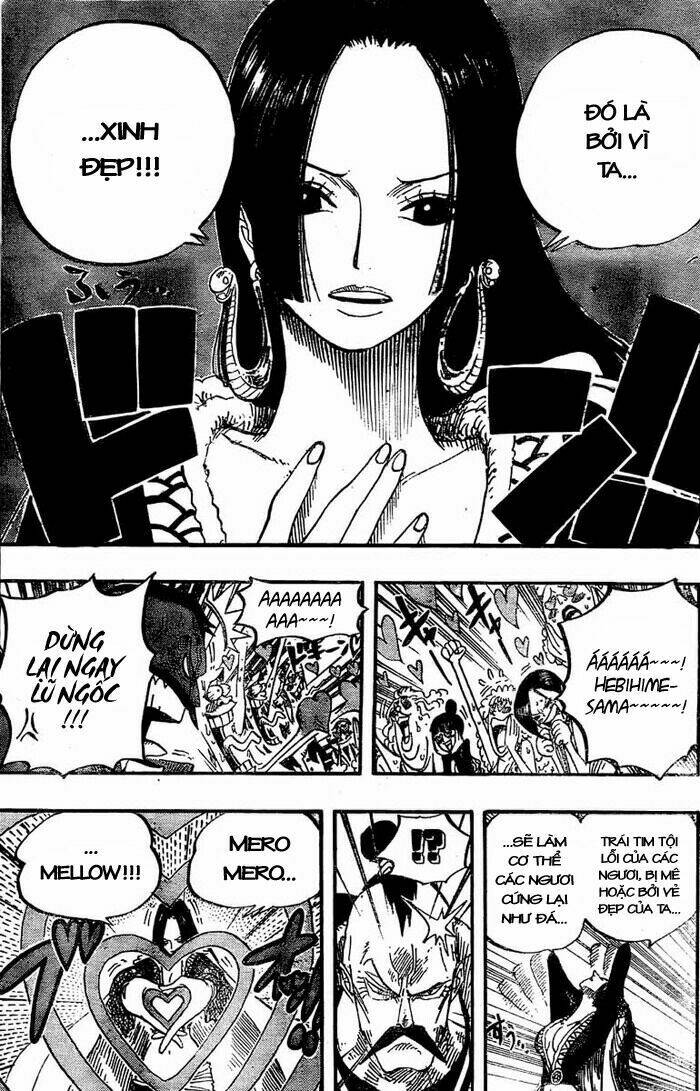 ĐÓ LÀ
BỞI VÌ
TA...
...XINH
ĐẸP!!!
ふぅう...
ÁÁÁÁÁÁ~~~!
HEBIHIME-
SAMA~~~~~!
AAAAAAAA
AAA~~~!
DỪNG
LẠI NGAY
LŨ NGỐC
!!!
TRÁI TIM TỘI
LỖI CỦA CÁC
NGƯƠI, BỊ MÊ
HOẶC BỞI VẺ
ĐẸP CỦA TA...
...SẼ LÀM
CƠ THỂ
CÁC NGƯƠI
CỨNG LẠI
NHƯ ĐÁ...
!?
MERO
MERO...
...
MELLOW!!!